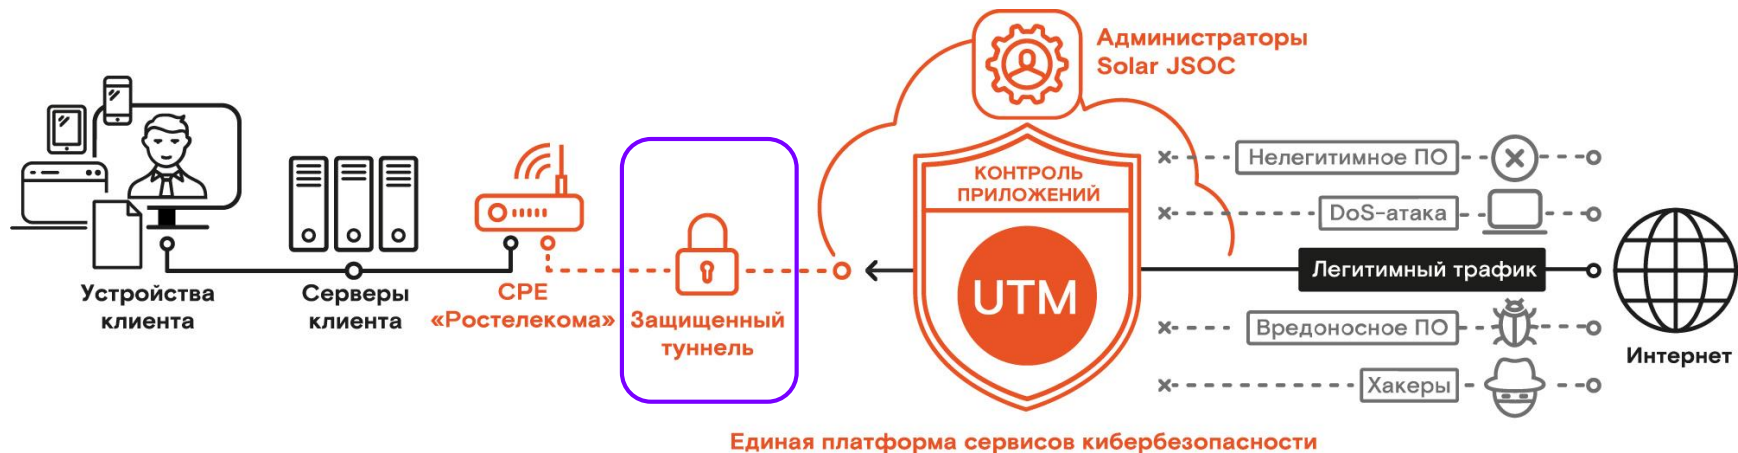 Администраторы
Solar JSOC
КОНТРОЛЬ
ПРИЛОЖЕНИЙ
UTM
Нелегитимное ПО
DoS-атака
Легитимный трафик
Вредоносное ПО
Хакеры
Интернет
Устройства
клиента
Серверы
клиента
CPE
«Ростелекома»
Защищенный
туннель
Единая платформа сервисов кибербезопасности